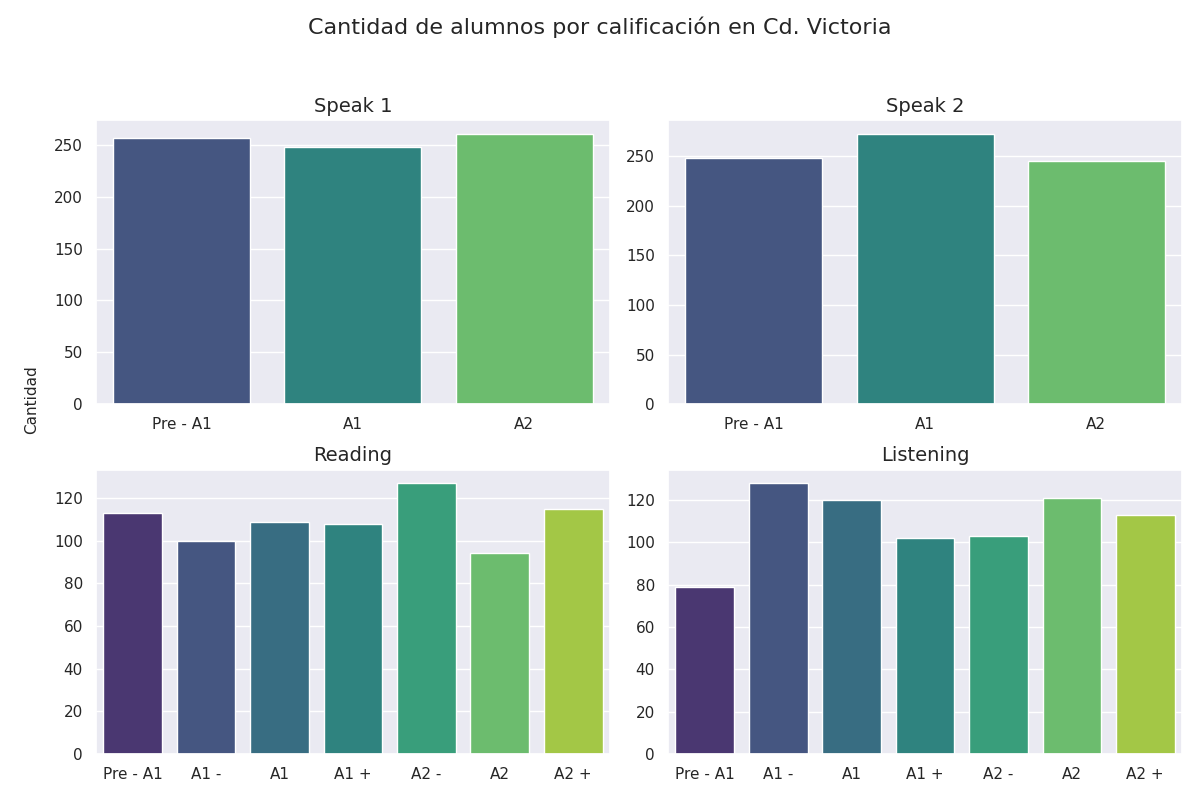 Cantidad de alumnos por calificación en Cd. Victoria
Speak 1
250
200
150
100
50
0
Pre - A1 A1 A2
Speak 2
250
200
150
100
50
0
Pre - A1 A1 A2
Cantidad
Reading
120
100
80
60
40
20
0
Pre - A1 A1 - A1 A1 + A2 - A2 A2 +
Listening
120
100
80
60
40
20
0
Pre - A1 A1 - A1 A1 + A2 - A2 A2 +